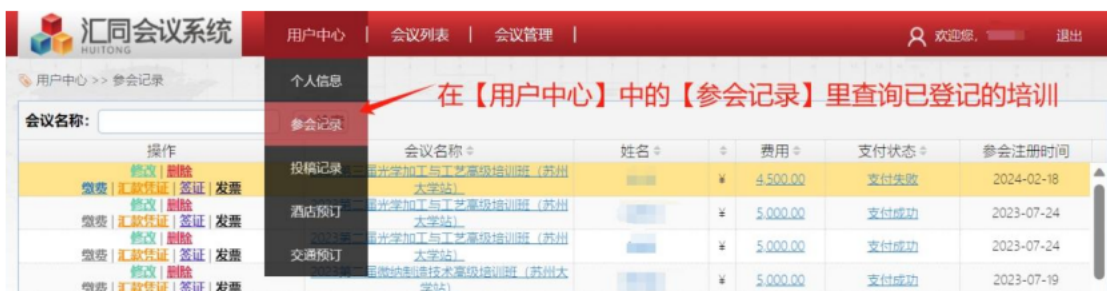 汇同会议系统
HUITONG
用户中心 | 会议列表 | 会议管理 |
欢迎您,
退出
用户中心 >> 参会记录
个人信息
在【用户中心】中的【参会记录】里查询已登记的培训
会议名称:
参会记录
操作
会议名称
姓名
费用
支付状态
参会注册时间
投稿记录
修改 | 删除
缴费 | 汇款凭证 | 签证 | 发票
届光学加工与工艺高级培训班(苏州
大学站)
¥
4,500.00
支付失败
2024-02-18
酒店预订
修改 | 删除
缴费 | 汇款凭证 | 签证 | 发票
届光学加工与工艺高级培训班(苏州
大学站)
¥
5,000.00
支付成功
2023-07-24
交通预订
修改 | 删除
缴费 | 汇款凭证 | 签证 | 发票
2023第二届光学加工与工艺高级培训班(苏州
大学站)
¥
5,000.00
支付成功
2023-07-24
修改 | 删除
缴费 | 汇款凭证 | 签证 | 发票
2023第二届微纳制造技术高级培训班(苏州大
学站)
¥
5,000.00
支付成功
2023-07-19